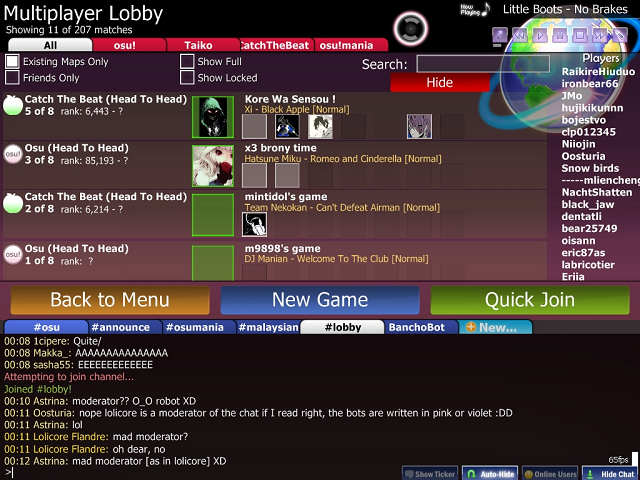 Multiplayer Lobby
Showing 11 of 207 matches
Now Playing
Little Boots - No Brakes
All
osu!
Taiko
CatchTheBeat
osu!mania
Existing Maps Only
Show Full
Search:
Friends Only
Show Locked
Hide
Players
RaikireHiuduo
ironbear66
JMo
hujikikunnn
bojestvo
clp012345
Niiojin
Oosturia
Snow birds
-----mliencheng
NachtShatten
black_jaw
dentatli
bear25749
oisann
eric87as
labricotier
Eriia
Catch The Beat (Head To Head)
5 of 8 rank: 6,443 - ?
Kore Wa Sensou !
Xi - Black Apple [Normal]
osu!
Osu (Head To Head)
3 of 8 rank: 85,193 - ?
x3 brony time
Hatsune Miku - Romeo and Cinderella [Normal]
Catch The Beat (Head To Head)
2 of 8 rank: 6,214 - ?
mintidol's game
Team Nekokan - Can't Defeat Airman [Normal]
osu!
Osu (Head To Head)
1 of 8 rank: ?
m9898's game
DJ Manian - Welcome To The Club [Normal]
Back to Menu
New Game
Quick Join
#osu
#announce
#osumania
#malaysian
#lobby
BanchoBot
New...
00:08 1cipere: Quite/
00:08 Makka_: AAAAAAAAAAAAAAA
00:08 sasha55: EEEEEEEEEEEEE
Attempting to join channel...
Joined #lobby!
00:10 Astrina: moderator?? O_O robot XD
00:11 Oosturia: nope lolicore is a moderator of the chat if I read right, the bots are written in pink or violet :DD
00:11 Astrina: lol
00:11 Lolicore Flandre: mad moderator?
00:11 Lolicore Flandre: oh dear, no
00:12 Astrina: mad moderator [as in lolicore] XD
>|
65fps
Show Ticker
Auto-Hide
Online Users
Hide Chat